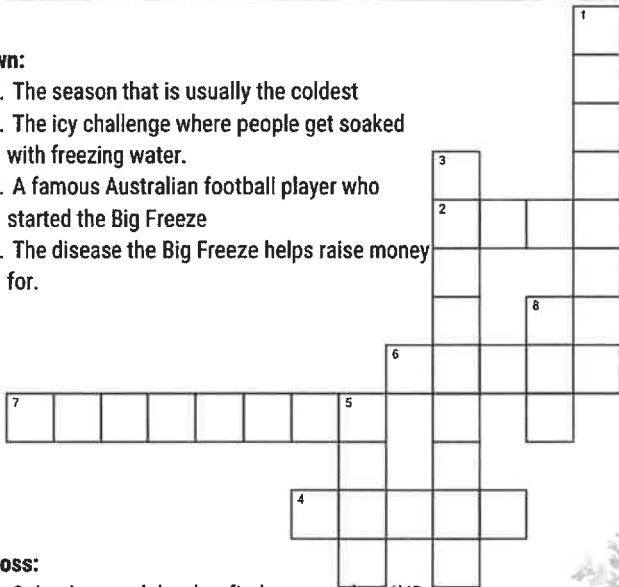 wn:
. The season that is usually the coldest
. The icy challenge where people get soaked
with freezing water.
. A famous Australian football player who
started the Big Freeze
. The disease the Big Freeze helps raise money
for.
1
3
2
8
6
7
5
4
oss: